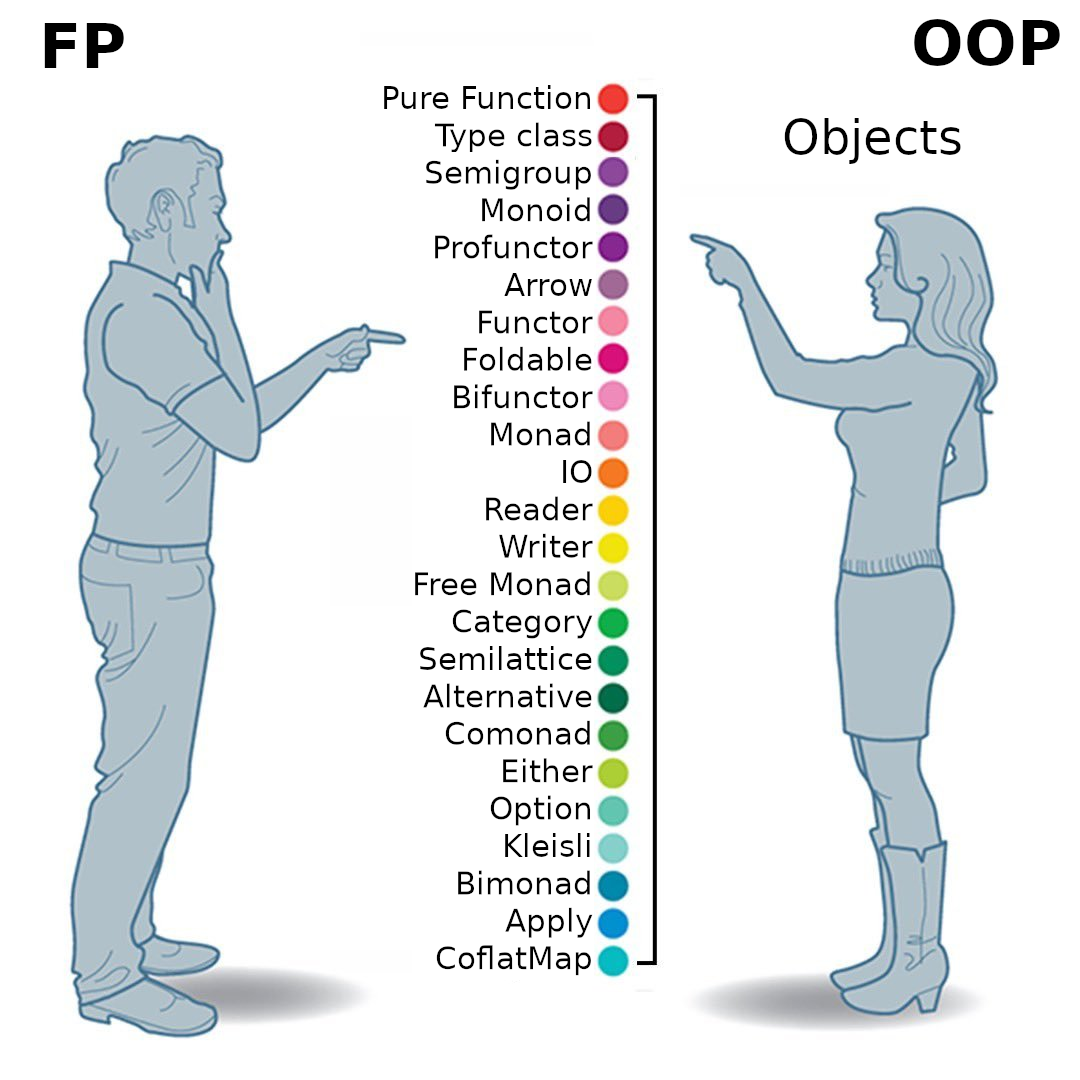 FP
OOP
Objects
Pure Function
Type class
Semigroup
Monoid
Profunctor
Arrow
Functor
Foldable
Bifunctor
Monad
IO
Reader
Writer
Free Monad
Category
Semilattice
Alternative
Comonad
Either
Option
Kleisli
Bimonad
Apply
CoflatMap